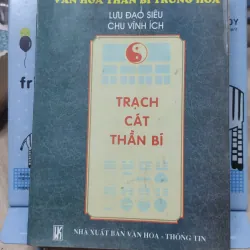 VĂN HÓA THẦN BÍ TRUNG HOA
LƯU ĐẠO SIÊU
CHU VĨNH ÍCH
TRẠCH
CÁT
THẦN BÍ
NHÀ XUẤT BẢN VĂN HÓA - THÔNG TIN